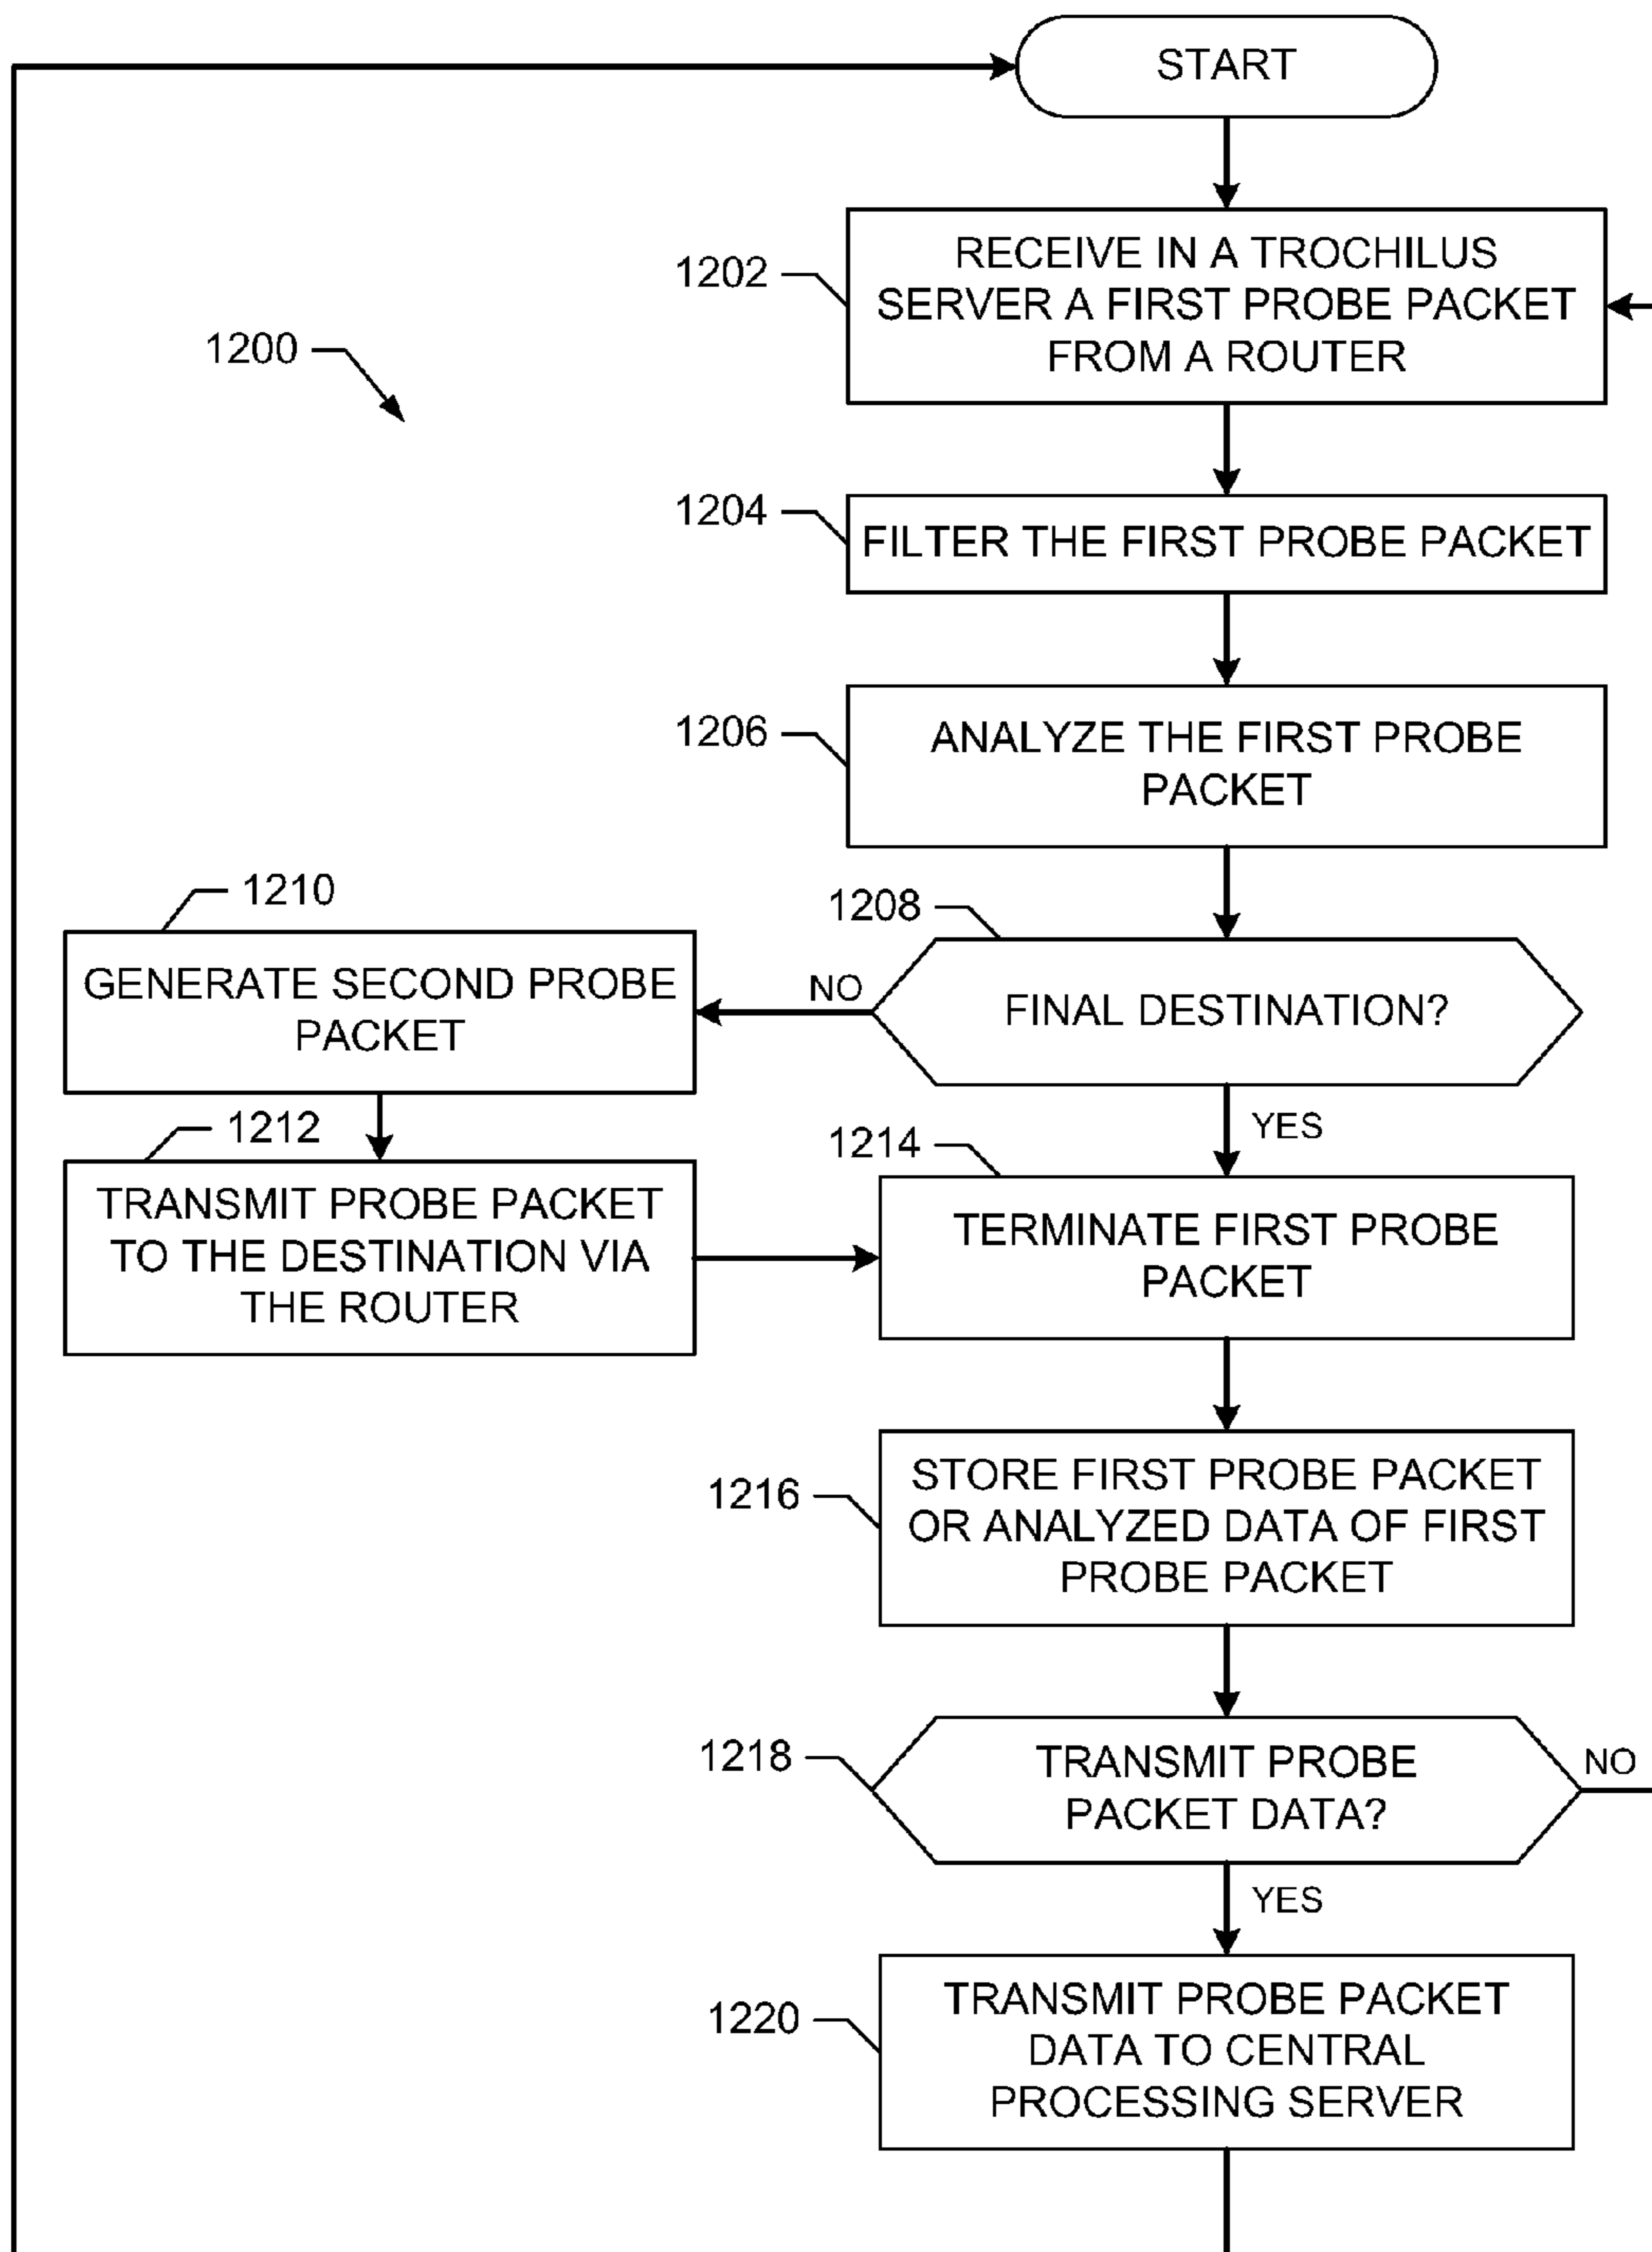 START
1202
RECEIVE IN A TROCHILUS
SERVER A FIRST PROBE PACKET
FROM A ROUTER
1200
1204
FILTER THE FIRST PROBE PACKET
1206
ANALYZE THE FIRST PROBE
PACKET
1208
FINAL DESTINATION?
NO
1210
GENERATE SECOND PROBE
PACKET
1212
TRANSMIT PROBE PACKET
TO THE DESTINATION VIA
THE ROUTER
YES
1214
TERMINATE FIRST PROBE
PACKET
1216
STORE FIRST PROBE PACKET
OR ANALYZED DATA OF FIRST
PROBE PACKET
1218
TRANSMIT PROBE
PACKET DATA?
NO
YES
1220
TRANSMIT PROBE PACKET
DATA TO CENTRAL
PROCESSING SERVER